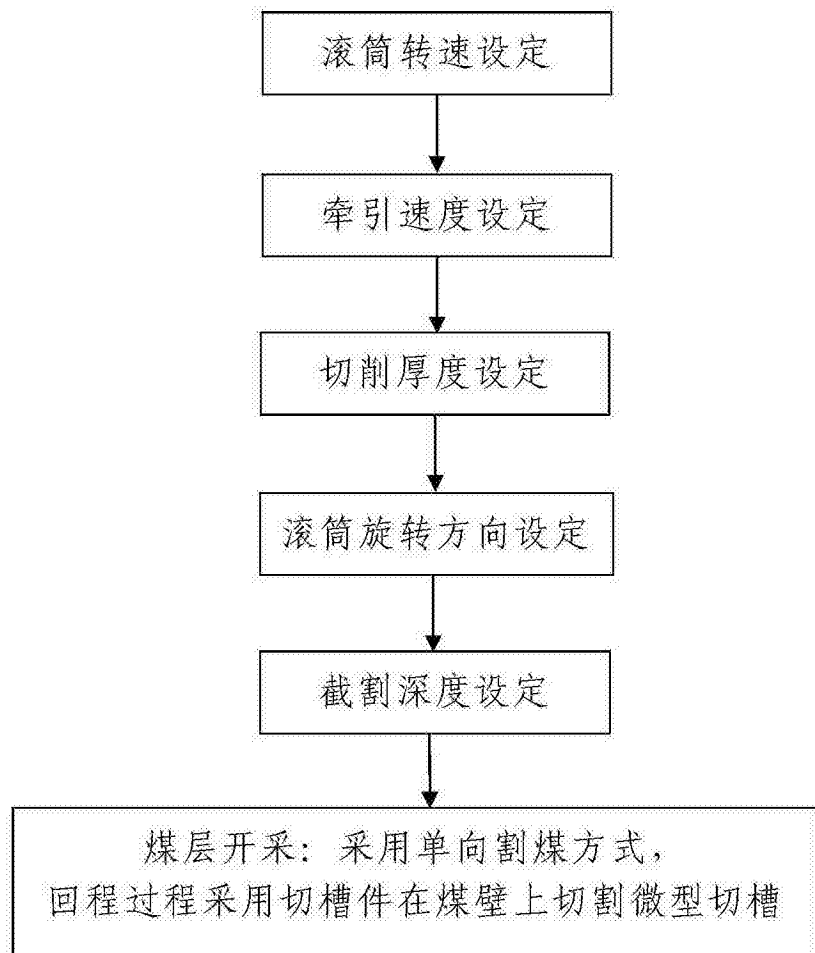 滚筒转速设定
牵引速度设定
切削厚度设定
滚筒旋转方向设定
截割深度设定
煤层开采：采用单向割煤方式，
回程过程采用切槽件在煤壁上切割微型切槽